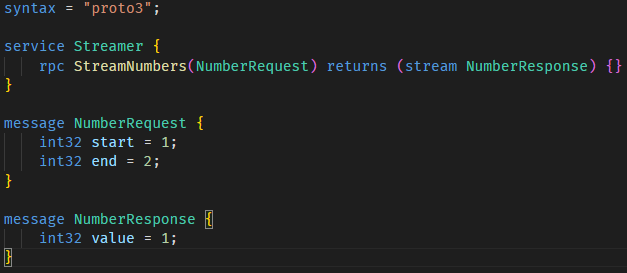 syntax = "proto3";
service Streamer {
    rpc StreamNumbers(NumberRequest) returns (stream NumberResponse) {}
}
message NumberRequest {
    int32 start = 1;
    int32 end = 2;
}
message NumberResponse {
    int32 value = 1;
}